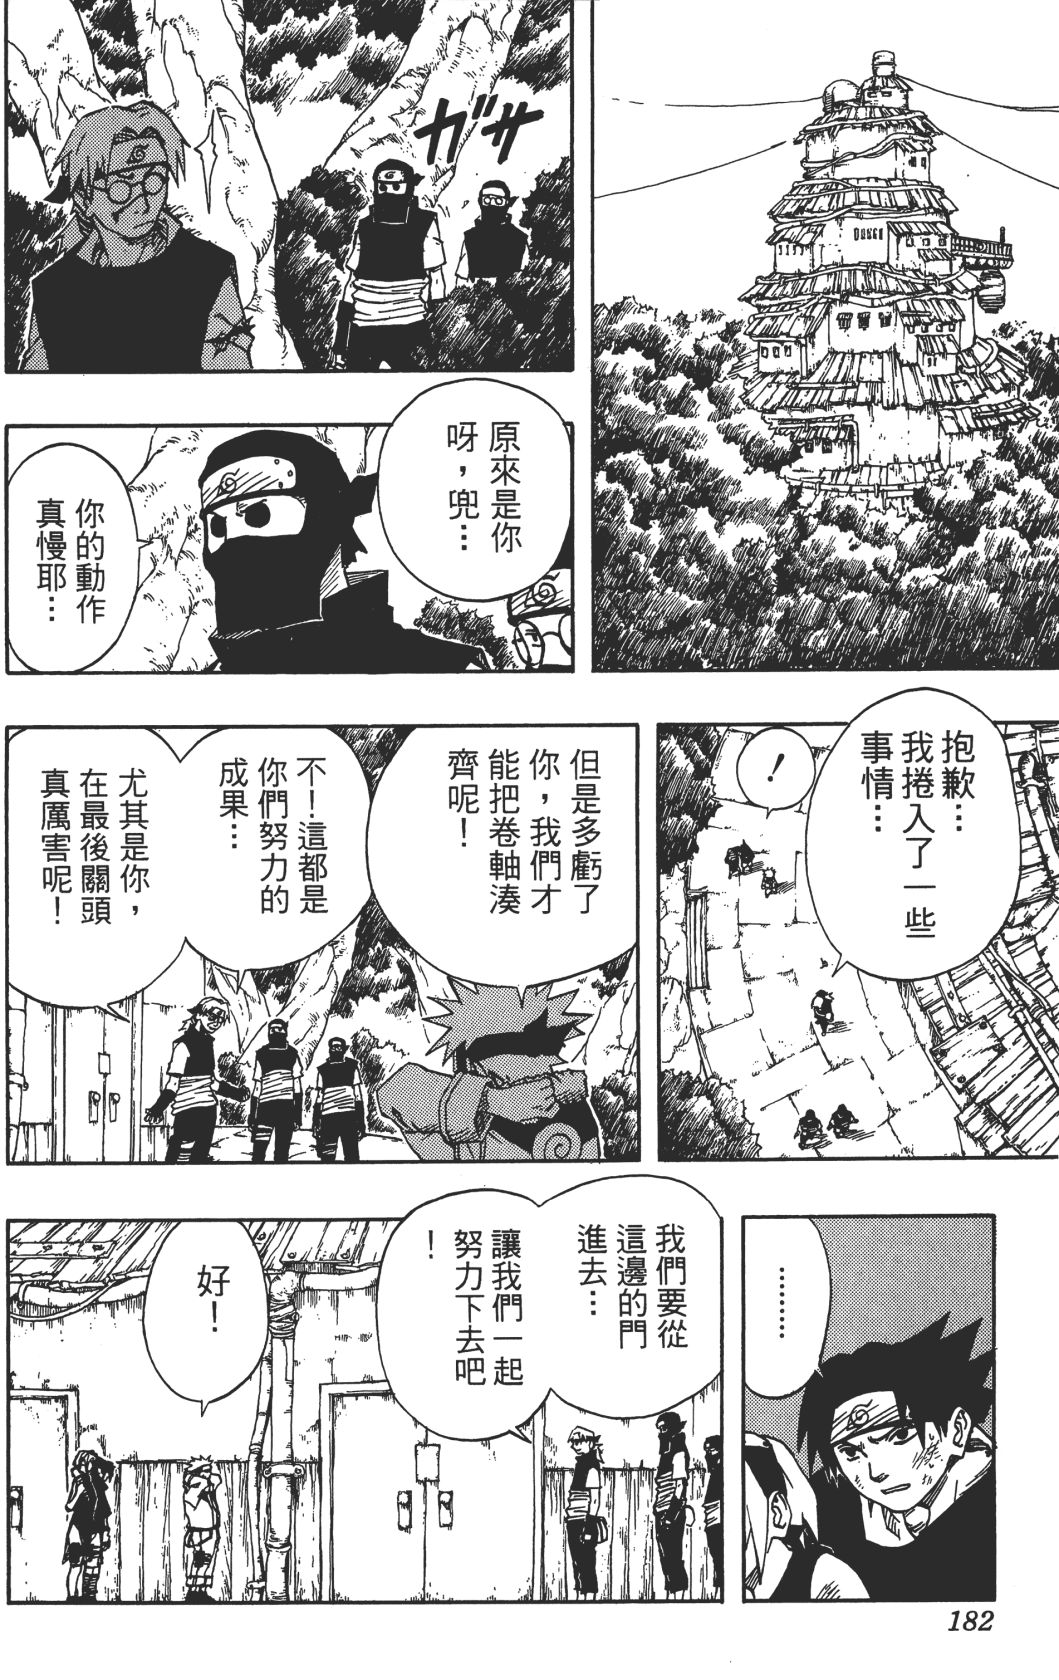 ガサ
原來是你
呀，兜…
你的動作
真慢耶…
抱歉…
我捲入了一些
事情…
！
但是多虧了
你，我們才
能把卷軸湊
齊呢！
不！這都是
你們努力的
成果…
尤其是你，
在最後關頭
真厲害呢！
………
我們要從
這邊的門
進去…
讓我們一起
努力下去吧
！
好！
182